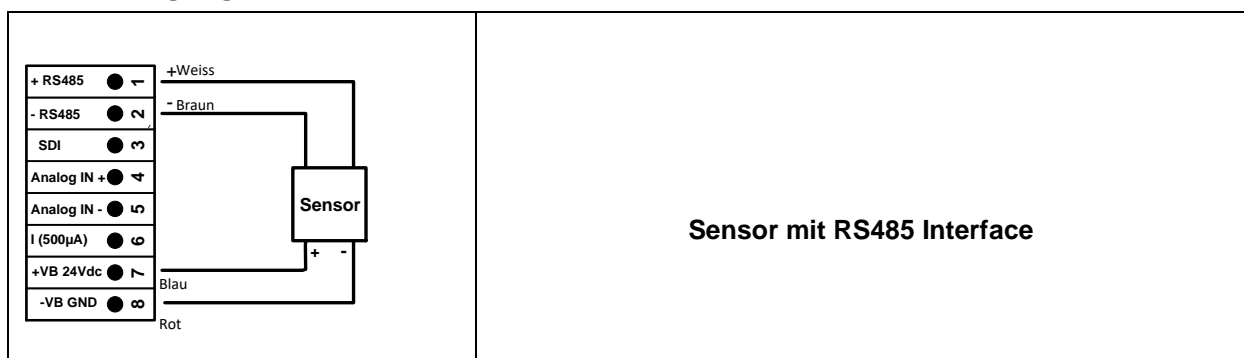 + RS485 1 +Weiss
- RS485 2 - Braun
SDI 3
Analog IN + 4
Analog IN - 5
Sensor
I (500µA) 6
+ -
+VB 24Vdc 7
Blau
-VB GND 8
Rot
Sensor mit RS485 Interface